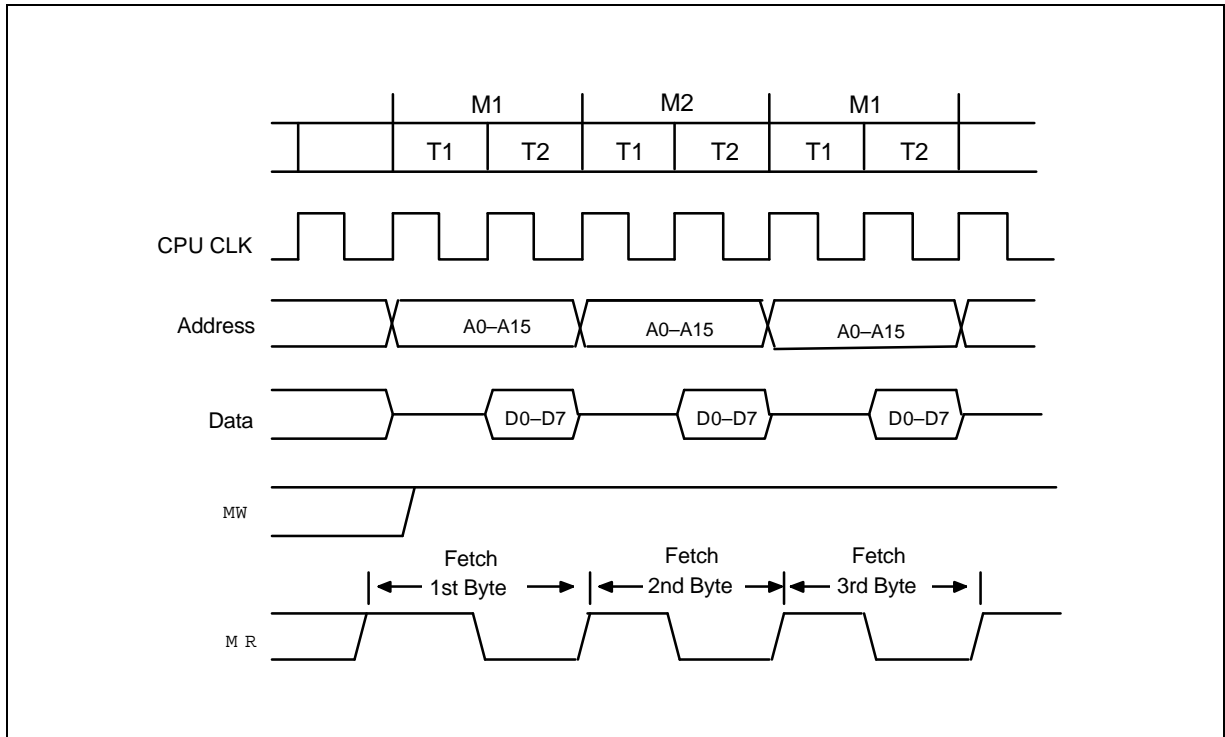 M1 M2 M1
T1 T2 T1 T2 T1 T2
CPU CLK
Address A0–A15 A0–A15 A0–A15
Data D0–D7 D0–D7 D0–D7
MW
Fetch Fetch Fetch
1st Byte 2nd Byte 3rd Byte
M R